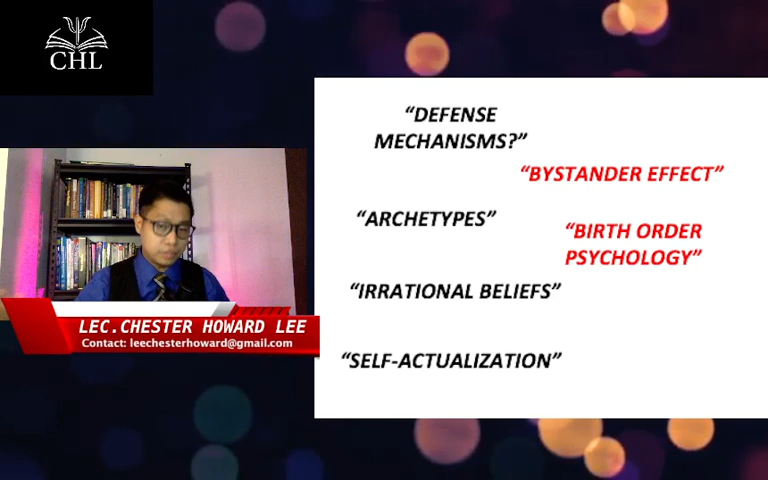 CHL
“DEFENSE
MECHANISMS?”
“BYSTANDER EFFECT”
“ARCHETYPES”
“BIRTH ORDER
PSYCHOLOGY”
“IRRATIONAL BELIEFS”
“SELF-ACTUALIZATION”
LEC.CHESTER HOWARD LEE
Contact: leechesterhoward@gmail.com